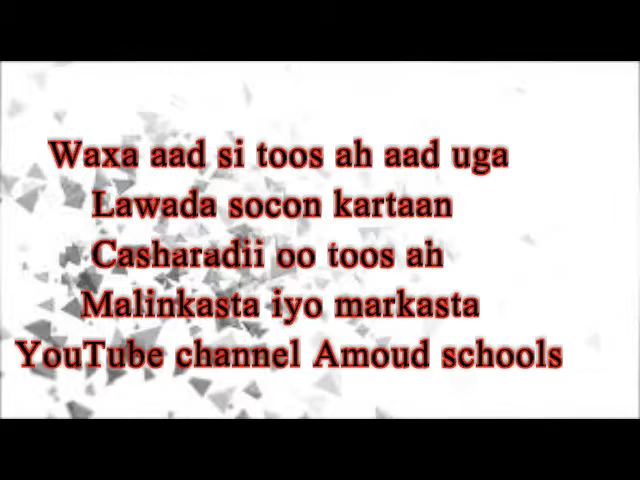 Waxa aad si toos ah aad uga
Lawada socon kartaan
Casharadii oo toos ah
Malinkasta iyo markasta
YouTube channel Amoud schools